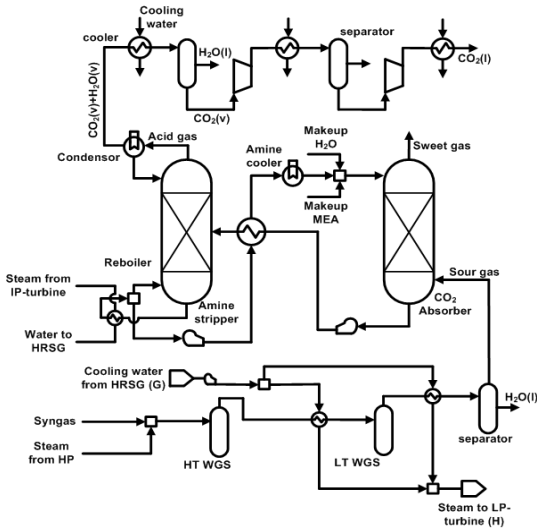 Cooling
water
cooler
H₂O(l)
separator
CO₂(l)
CO₂(v)+H₂O(v)
CO₂(v)
Acid gas
Condensor
Amine
cooler
Makeup
H₂O
Makeup
MEA
Sweet gas
Reboiler
Steam from
IP-turbine
Water to
HRSG
Amine
stripper
Sour gas
CO₂
Absorber
Cooling water
from HRSG (G)
Syngas
Steam
from HP
HT WGS
LT WGS
separator
H₂O(l)
Steam to LP-
turbine (H)